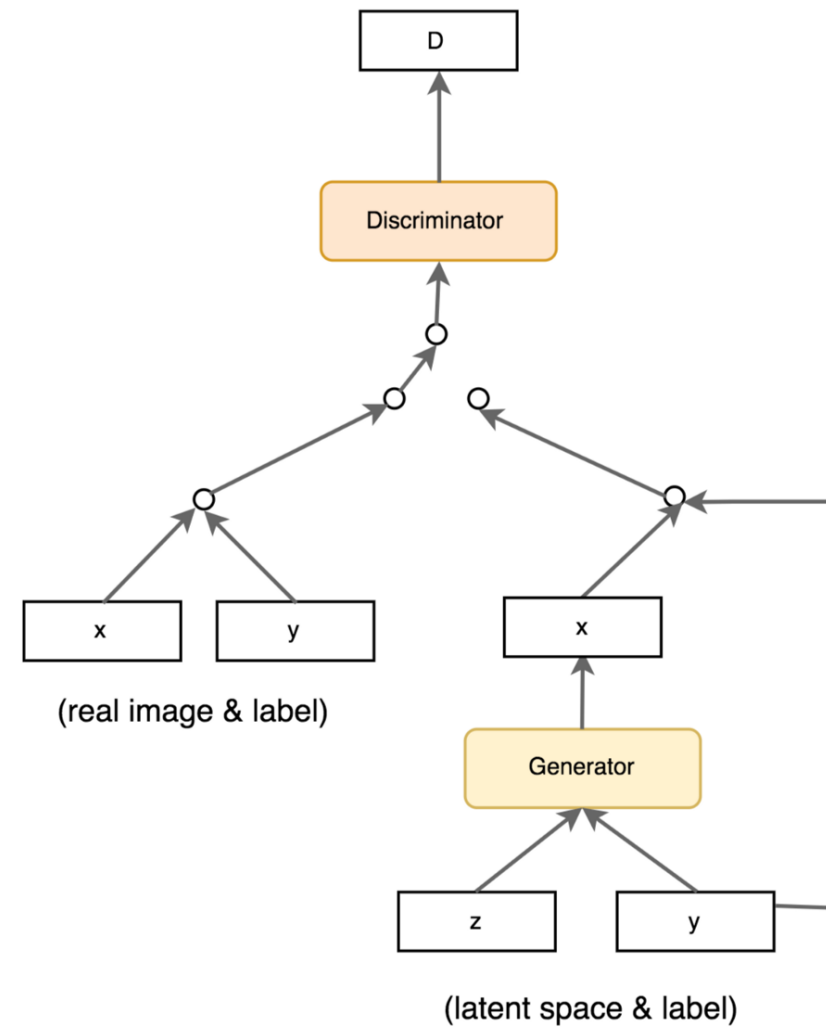 D
Discriminator
x
y
(real image & label)
x
Generator
z
y
(latent space & label)